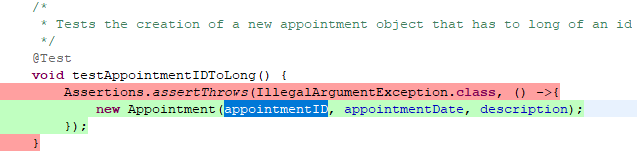 /*
* Tests the creation of a new appointment object that has to long of an id
*/
@Test
void testAppointmentIDToLong() {
Assertions.assertThrows(IllegalArgumentException.class, () ->{
new Appointment(appointmentID, appointmentDate, description);
});
}